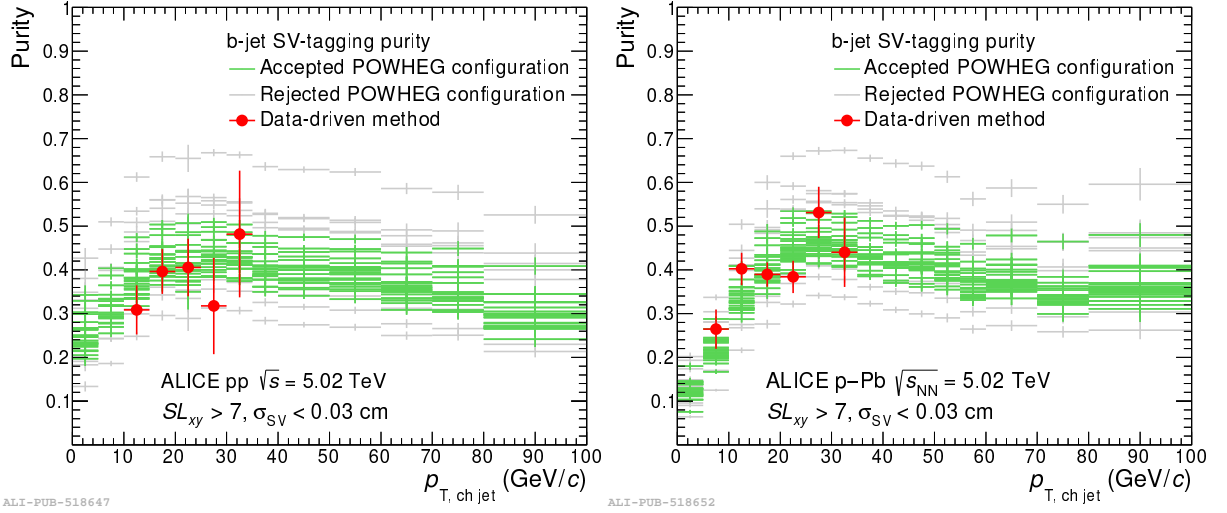 Purity
1
0.9
0.8
0.7
0.6
0.5
0.4
0.3
0.2
0.1
b-jet SV-tagging purity
Accepted POWHEG configuration
Rejected POWHEG configuration
Data-driven method
ALICE pp √s = 5.02 TeV
SLxy > 7, σSV < 0.03 cm
0 10 20 30 40 50 60 70 80 90 100
pT, ch jet (GeV/c)
ALI-PUB-518647
Purity
1
0.9
0.8
0.7
0.6
0.5
0.4
0.3
0.2
0.1
b-jet SV-tagging purity
Accepted POWHEG configuration
Rejected POWHEG configuration
Data-driven method
ALICE p–Pb √sNN = 5.02 TeV
SLxy > 7, σSV < 0.03 cm
0 10 20 30 40 50 60 70 80 90 100
pT, ch jet (GeV/c)
ALI-PUB-518652